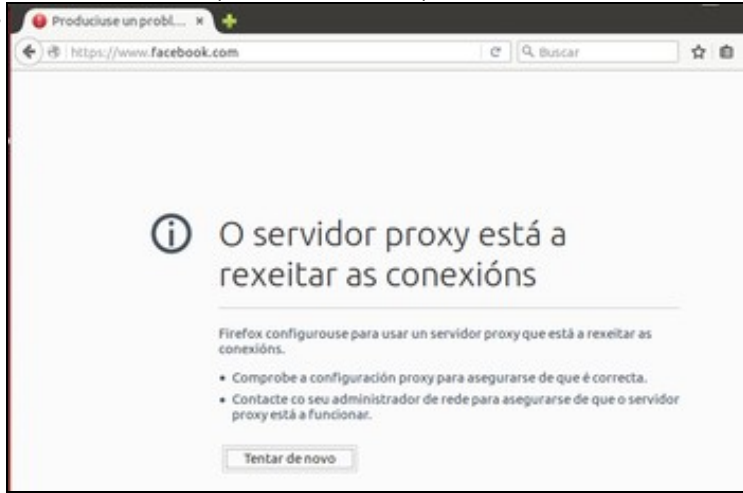 Produciuse un probl...
https://www.facebook.com
Buscar
O servidor proxy está a
rexeitar as conexións
Firefox configurouse para usar un servidor proxy que está a rexeitar as
conexións.
• Comprobe a configuración proxy para asegurarse de que é correcta.
• Contacte co seu administrador de rede para asegurarse de que o servidor
proxy está a funcionar.
Tentar de novo